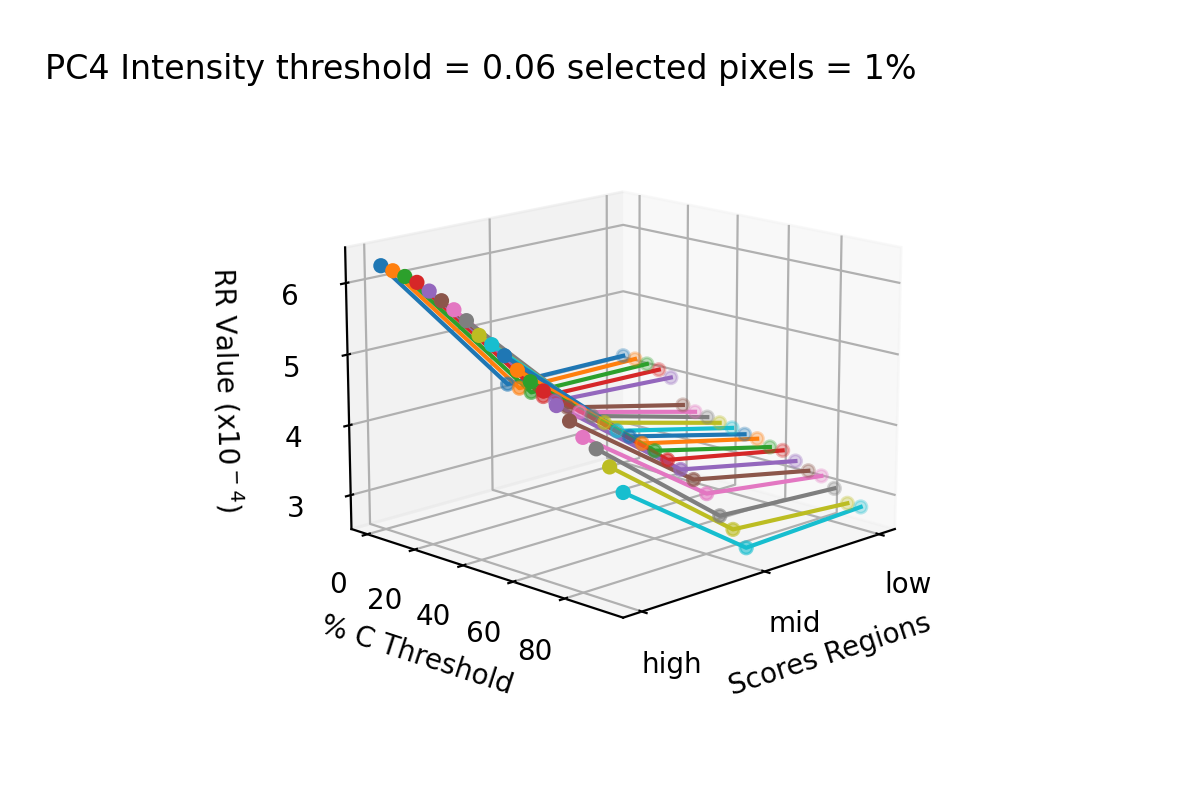 PC4 Intensity threshold = 0.06 selected pixels = 1%
RR Value (x10⁻⁴)
6
5
4
3
0
20
40
60
80
% C Threshold
high
mid
low
Scores Regions